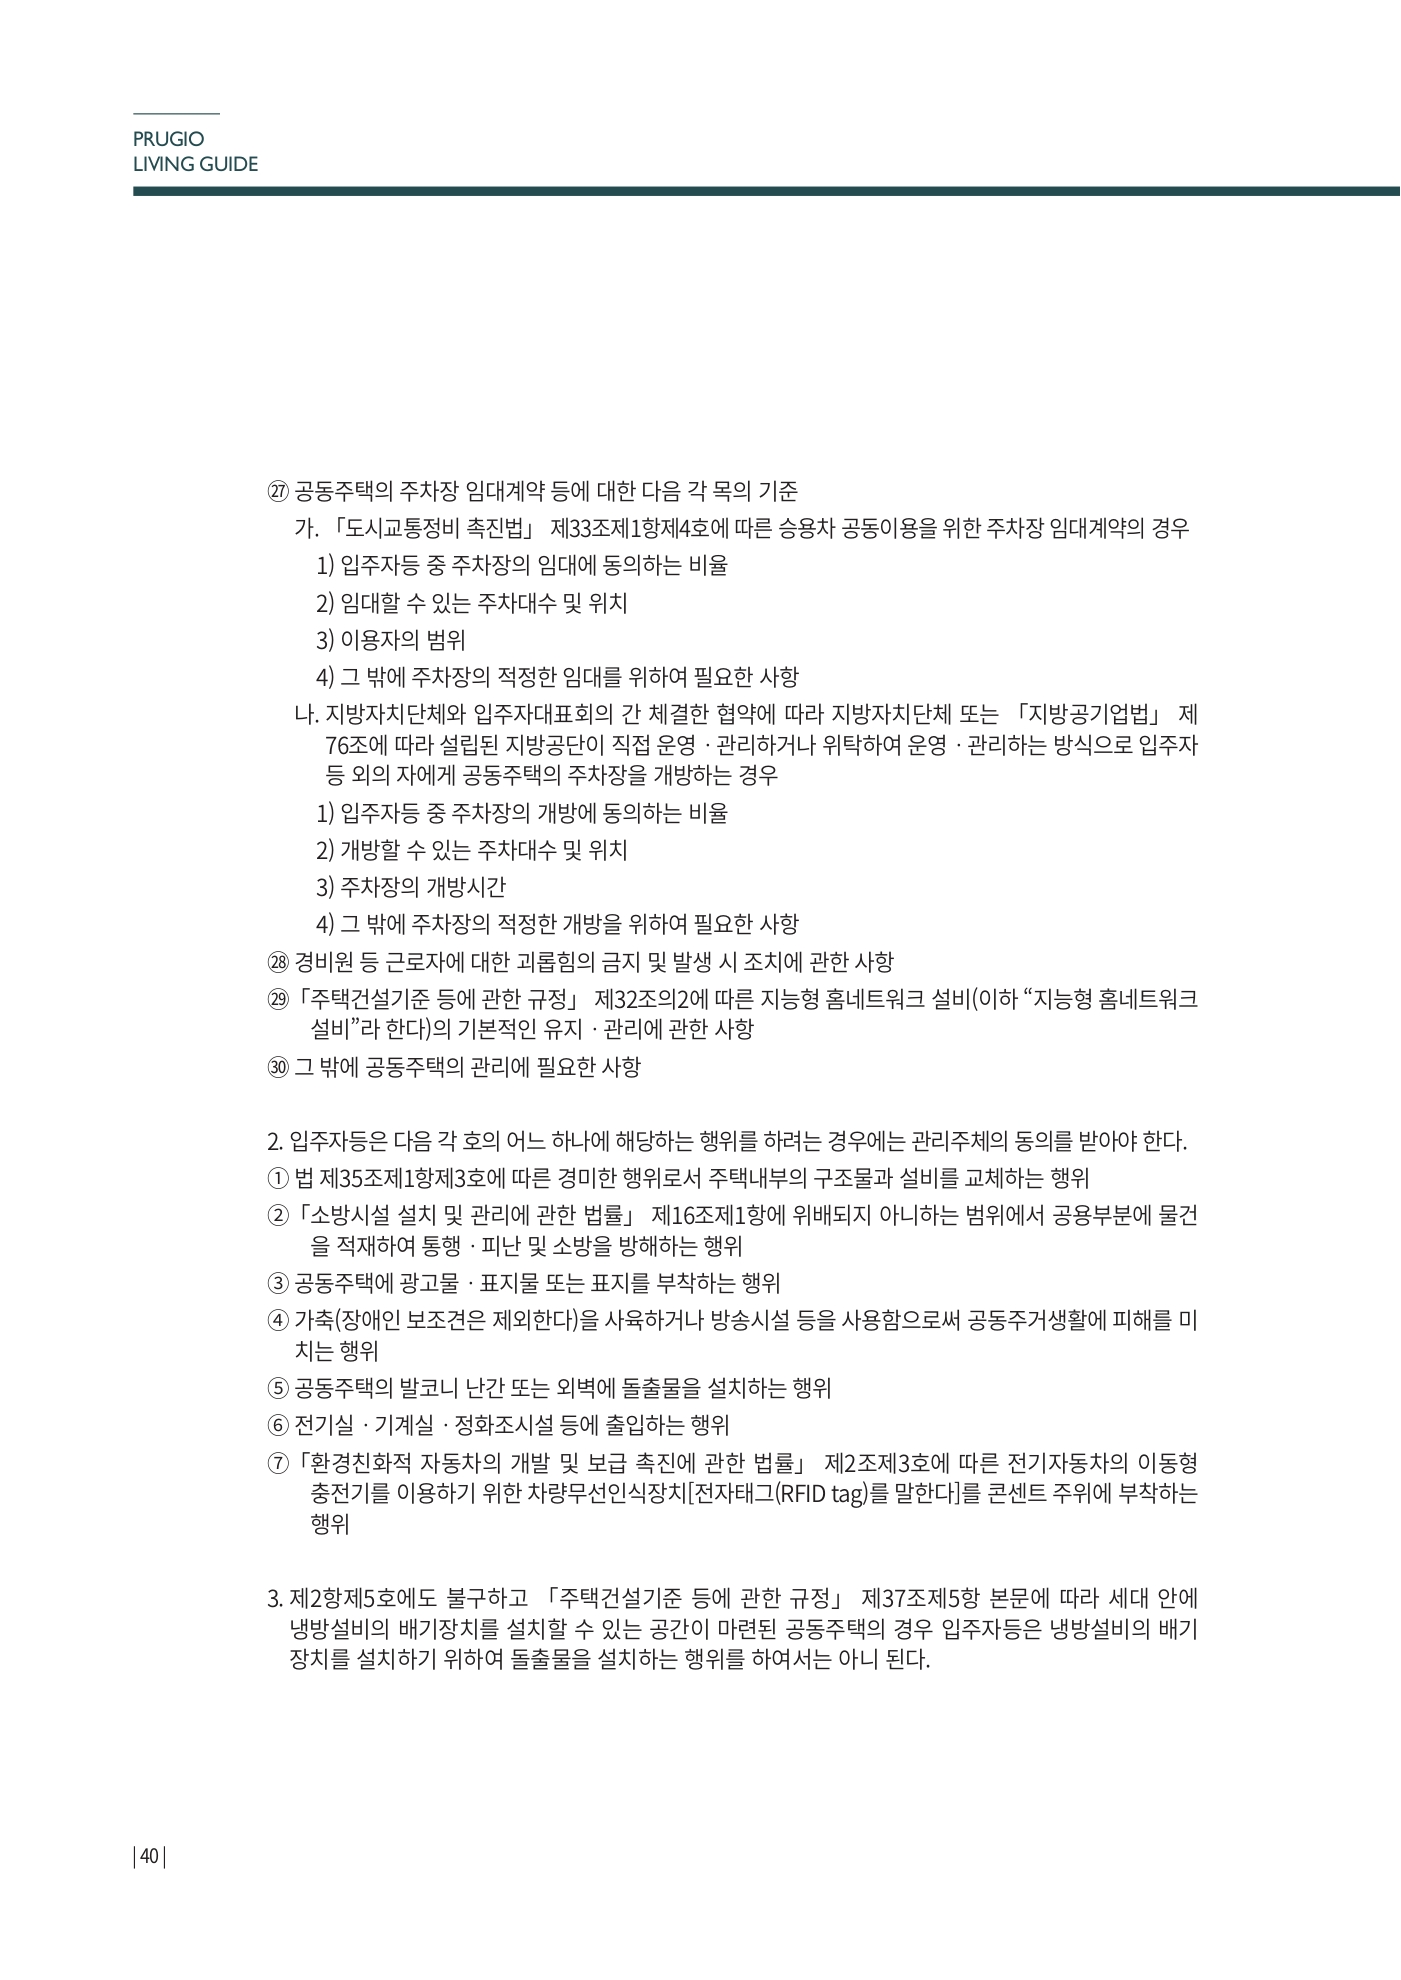 PRUGIO
LIVING GUIDE
㉗ 공동주택의 주차장 임대계약 등에 대한 다음 각 목의 기준
가. 「도시교통정비 촉진법」 제33조제1항제4호에 따른 승용차 공동이용을 위한 주차장 임대계약의 경우
1) 입주자등 중 주차장의 임대에 동의하는 비율
2) 임대할 수 있는 주차대수 및 위치
3) 이용자의 범위
4) 그 밖에 주차장의 적정한 임대를 위하여 필요한 사항
나. 지방자치단체와 입주자대표회의 간 체결한 협약에 따라 지방자치단체 또는 「지방공기업법」 제
76조에 따라 설립된 지방공단이 직접 운영ㆍ관리하거나 위탁하여 운영ㆍ관리하는 방식으로 입주자
등 외의 자에게 공동주택의 주차장을 개방하는 경우
1) 입주자등 중 주차장의 개방에 동의하는 비율
2) 개방할 수 있는 주차대수 및 위치
3) 주차장의 개방시간
4) 그 밖에 주차장의 적정한 개방을 위하여 필요한 사항
㉘ 경비원 등 근로자에 대한 괴롭힘의 금지 및 발생 시 조치에 관한 사항
㉙ 「주택건설기준 등에 관한 규정」 제32조의2에 따른 지능형 홈네트워크 설비(이하 “지능형 홈네트워크
설비”라 한다)의 기본적인 유지ㆍ관리에 관한 사항
㉚ 그 밖에 공동주택의 관리에 필요한 사항
2. 입주자등은 다음 각 호의 어느 하나에 해당하는 행위를 하려는 경우에는 관리주체의 동의를 받아야 한다.
① 법 제35조제1항제3호에 따른 경미한 행위로서 주택내부의 구조물과 설비를 교체하는 행위
② 「소방시설 설치 및 관리에 관한 법률」 제16조제1항에 위배되지 아니하는 범위에서 공용부분에 물건
을 적재하여 통행ㆍ피난 및 소방을 방해하는 행위
③ 공동주택에 광고물ㆍ표지물 또는 표지를 부착하는 행위
④ 가축(장애인 보조견은 제외한다)을 사육하거나 방송시설 등을 사용함으로써 공동주거생활에 피해를 미
치는 행위
⑤ 공동주택의 발코니 난간 또는 외벽에 돌출물을 설치하는 행위
⑥ 전기실ㆍ기계실ㆍ정화조시설 등에 출입하는 행위
⑦ 「환경친화적 자동차의 개발 및 보급 촉진에 관한 법률」 제2조제3호에 따른 전기자동차의 이동형
충전기를 이용하기 위한 차량무선인식장치[전자태그(RFID tag)를 말한다]를 콘센트 주위에 부착하는
행위
3. 제2항제5호에도 불구하고 「주택건설기준 등에 관한 규정」 제37조제5항 본문에 따라 세대 안에
냉방설비의 배기장치를 설치할 수 있는 공간이 마련된 공동주택의 경우 입주자등은 냉방설비의 배기
장치를 설치하기 위하여 돌출물을 설치하는 행위를 하여서는 아니 된다.
| 40 |